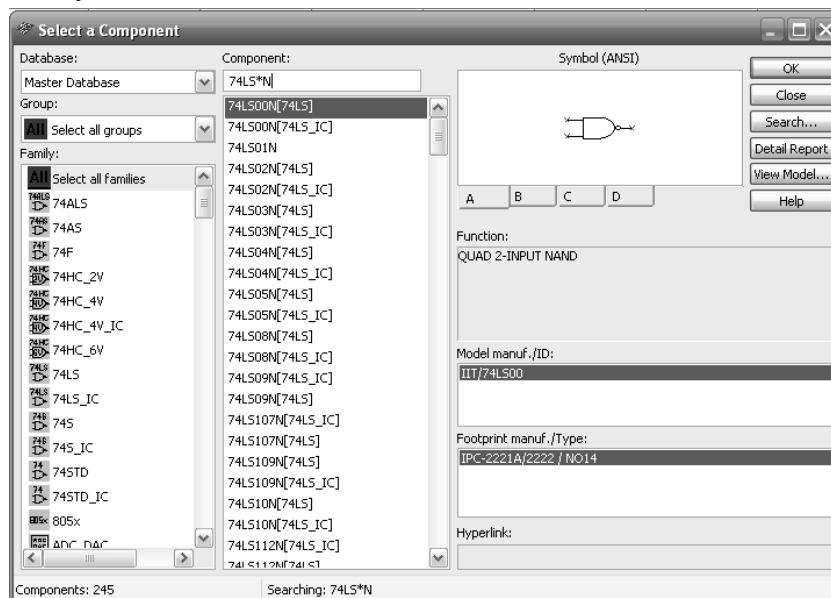 Select a Component
Database:
Master Database
Group:
All Select all groups
Family:
All Select all families
74ALS
74AS
74F
74HC_2V
74HC_4V
74HC_4V_IC
74HC_6V
74LS
74LS_IC
74S
74S_IC
74STD
74STD_IC
805x
ADC_DAC
Component:
74LS*N
74LS00N[74LS]
74LS00N[74LS_IC]
74LS01N
74LS02N[74LS]
74LS02N[74LS_IC]
74LS03N[74LS]
74LS03N[74LS_IC]
74LS04N[74LS]
74LS04N[74LS_IC]
74LS05N[74LS]
74LS05N[74LS_IC]
74LS08N[74LS]
74LS08N[74LS_IC]
74LS09N[74LS_IC]
74LS09N[74LS]
74LS107N[74LS_IC]
74LS107N[74LS]
74LS109N[74LS]
74LS109N[74LS_IC]
74LS10N[74LS]
74LS10N[74LS_IC]
74LS112N[74LS_IC]
74LS112N[74LS]
Symbol (ANSI)
A B C D
Function:
QUAD 2-INPUT NAND
Model manuf./ID:
IIT/74LS00
Footprint manuf./Type:
IPC-2221A/2222 / NO14
Hyperlink:
OK
Close
Search...
Detail Report
View Model...
Help
Components: 245
Searching: 74LS*N